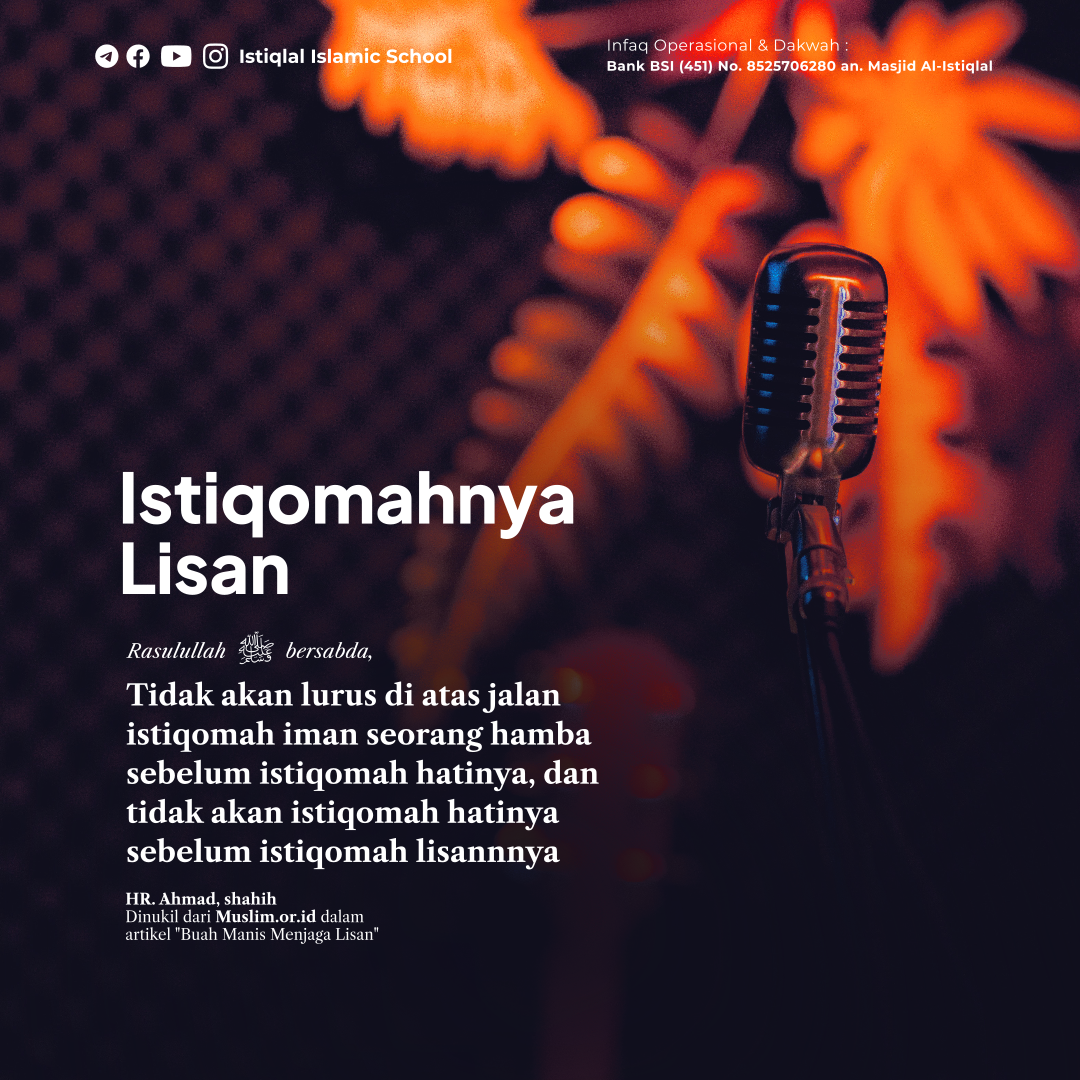 Istiqlal Islamic School
Infaq Operasional & Dakwah :
Bank BSI (451) No. 8525706280 an. Masjid Al-Istiqlal
Istiqomahnya
Lisan
Rasulullah ﷺ bersabda,
Tidak akan lurus di atas jalan
istiqomah iman seorang hamba
sebelum istiqomah hatinya, dan
tidak akan istiqomah hatinya
sebelum istiqomah lisannnya
HR. Ahmad, shahih
Dinukil dari Muslim.or.id dalam
artikel "Buah Manis Menjaga Lisan"